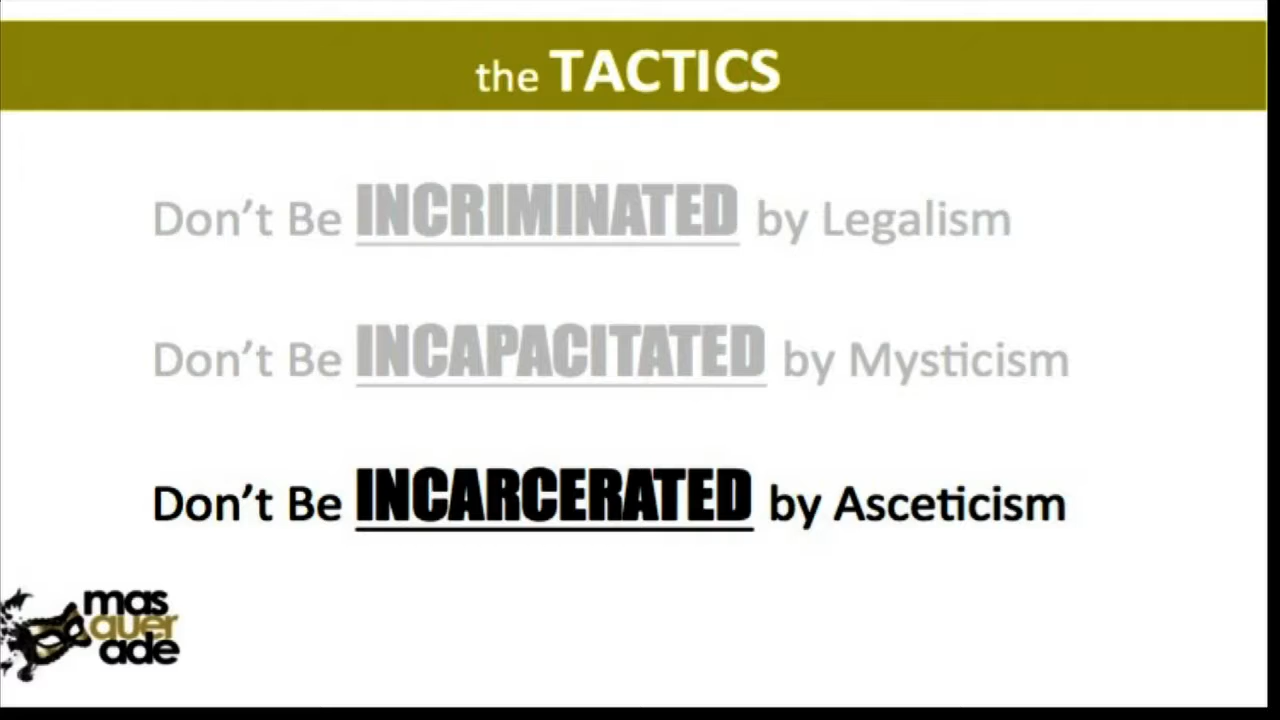 the TACTICS
Don't Be INCRIMINATED by Legalism
Don't Be INCAPACITATED by Mysticism
Don't Be INCARCERATED by Asceticism
mas
quer
ade